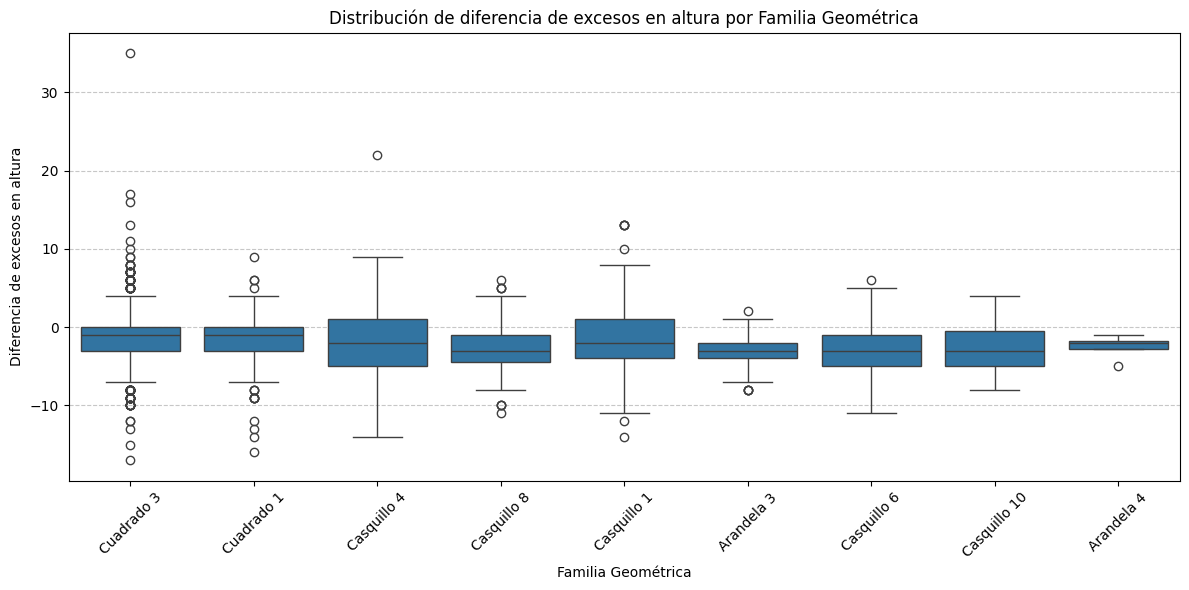 Distribución de diferencia de excesos en altura por Familia Geométrica
Diferencia de excesos en altura
30
20
10
0
−10
Cuadrado 3
Cuadrado 1
Casquillo 4
Casquillo 8
Casquillo 1
Arandela 3
Casquillo 6
Casquillo 10
Arandela 4
Familia Geométrica